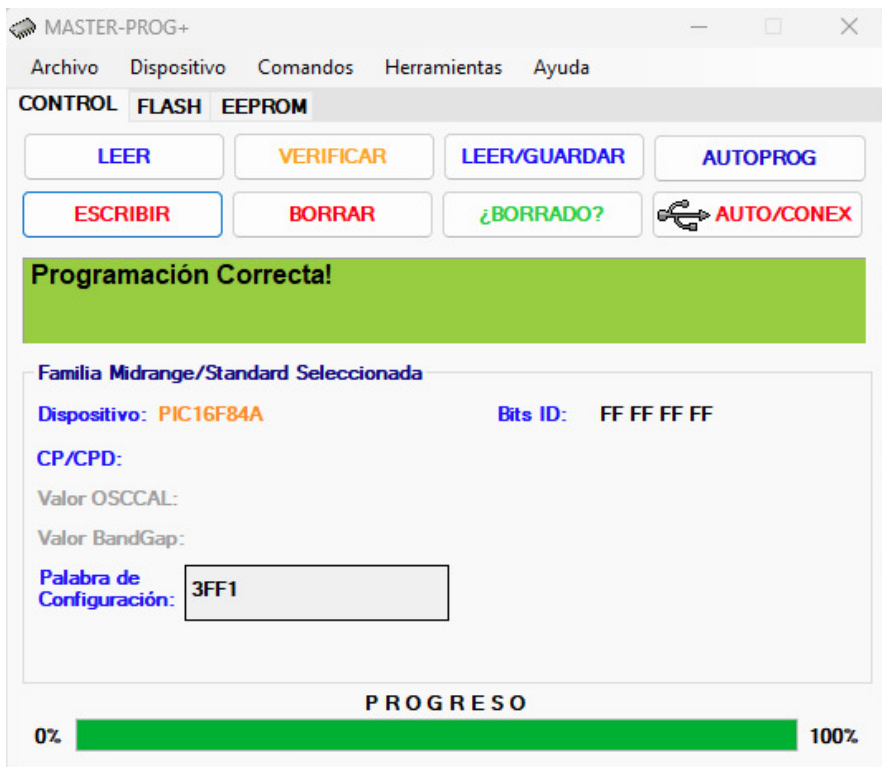 MASTER-PROG+
Archivo Dispositivo Comandos Herramientas Ayuda
CONTROL FLASH EEPROM
LEER VERIFICAR LEER/GUARDAR AUTOPROG
ESCRIBIR BORRAR ¿BORRADO? AUTO/CONEX
Programación Correcta!
Familia Midrange/Standard Seleccionada
Dispositivo: PIC16F84A Bits ID: FF FF FF FF
CP/CPD:
Valor OSCCAL:
Valor BandGap:
Palabra de
Configuración: 3FF1
PROGRESO
0% 100%